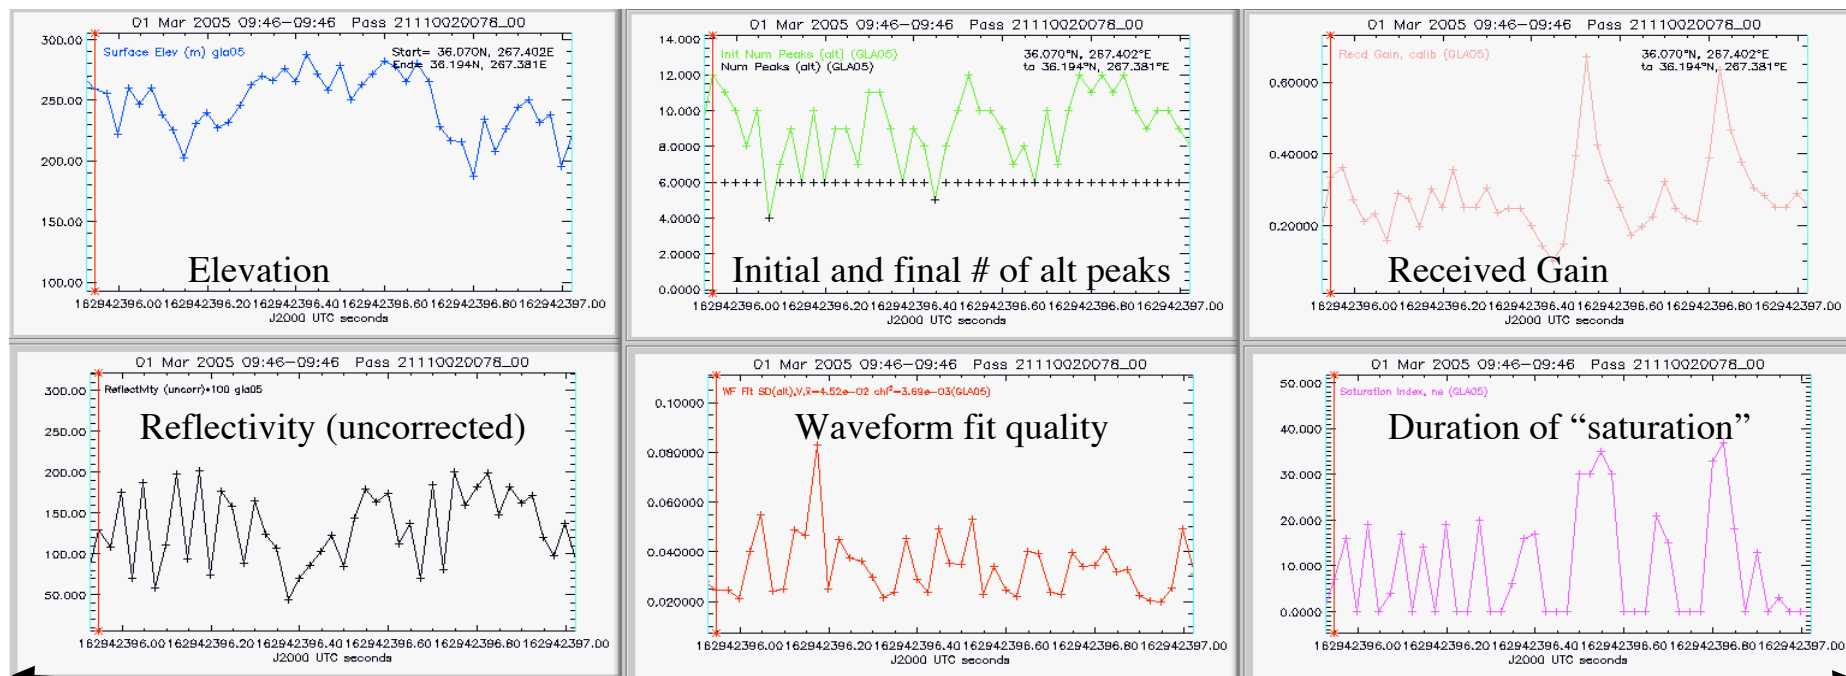 01 Mar 2005 09:46-09:46 Pass 21110020078_00
300.00
Surface Elev (m) gla05
Start= 36.070N, 267.402E
End= 36.194N, 267.381E
250.00
200.00
150.00
100.00
Elevation
162942396.00 162942396.20 162942396.40 162942396.60 162942396.80 162942397.00
J2000 UTC seconds
01 Mar 2005 09:46-09:46 Pass 21110020078_00
14.000
Init Num Peaks (alt) (GLA05)
Num Peaks (alt) (GLA05)
36.070°N, 267.402°E
to 36.194°N, 267.381°E
12.000
10.000
8.0000
6.0000
4.0000
2.0000
0.0000
Initial and final # of alt peaks
162942396.00 162942396.20 162942396.40 162942396.60 162942396.80 162942397.00
J2000 UTC seconds
01 Mar 2005 09:46-09:46 Pass 21110020078_00
Recd Gain, calib (GLA05)
36.070°N, 267.402°E
to 36.194°N, 267.381°E
0.60000
0.40000
0.20000
Received Gain
162942396.00 162942396.20 162942396.40 162942396.60 162942396.80 162942397.00
J2000 UTC seconds
01 Mar 2005 09:46-09:46 Pass 21110020078_00
300.00
Reflectivity (uncorr)*100 gla05
Reflectivity (uncorrected)
250.00
200.00
150.00
100.00
50.000
162942396.00 162942396.20 162942396.40 162942396.60 162942396.80 162942397.00
J2000 UTC seconds
01 Mar 2005 09:46-09:46 Pass 21110020078_00
WF Fit SD(alt),V,x̄=4.52e-02 chi²=3.69e-03(GLA05)
0.10000
Waveform fit quality
0.080000
0.060000
0.040000
0.020000
162942396.00 162942396.20 162942396.40 162942396.60 162942396.80 162942397.00
J2000 UTC seconds
01 Mar 2005 09:46-09:46 Pass 21110020078_00
50.000
Saturation Index, ns (GLA05)
Duration of “saturation”
40.000
30.000
20.000
10.000
0.0000
162942396.00 162942396.20 162942396.40 162942396.60 162942396.80 162942397.00
J2000 UTC seconds